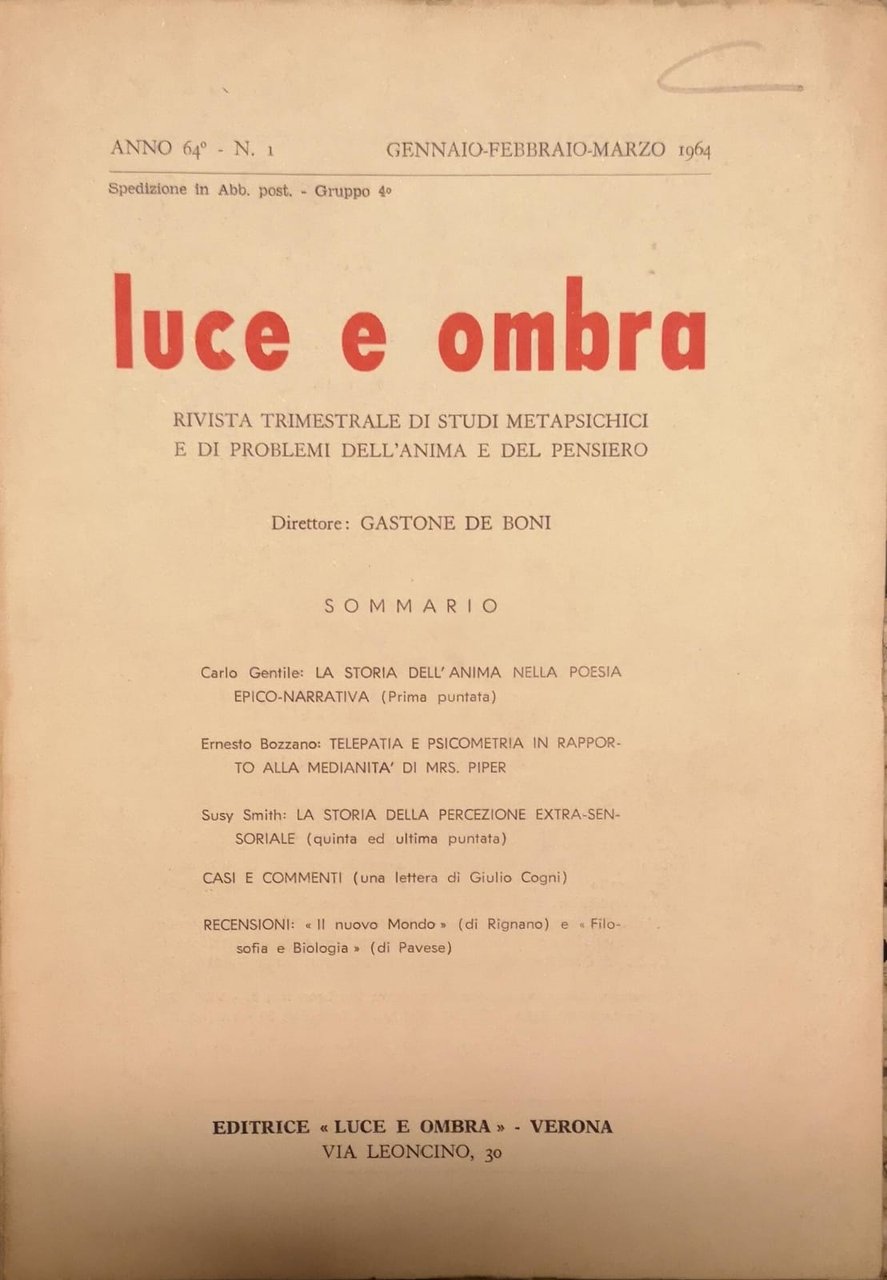 ANNO 64º - N. 1 GENNAIO-FEBBRAIO-MARZO 1964
Spedizione in Abb. post. - Gruppo 4º
luce e ombra
RIVISTA TRIMESTRALE DI STUDI METAPSICHICI
E DI PROBLEMI DELL'ANIMA E DEL PENSIERO
Direttore: GASTONE DE BONI
SOMMARIO
Carlo Gentile: LA STORIA DELL'ANIMA NELLA POESIA
EPICO-NARRATIVA (Prima puntata)
Ernesto Bozzano: TELEPATIA E PSICOMETRIA IN RAPPOR-
TO ALLA MEDIANITA' DI MRS. PIPER
Susy Smith: LA STORIA DELLA PERCEZIONE EXTRA-SEN-
SORIALE (quinta ed ultima puntata)
CASI E COMMENTI (una lettera di Giulio Cogni)
RECENSIONI: « Il nuovo Mondo » (di Rignano) e « Filo-
sofia e Biologia » (di Pavese)
EDITRICE « LUCE E OMBRA » - VERONA
VIA LEONCINO, 30